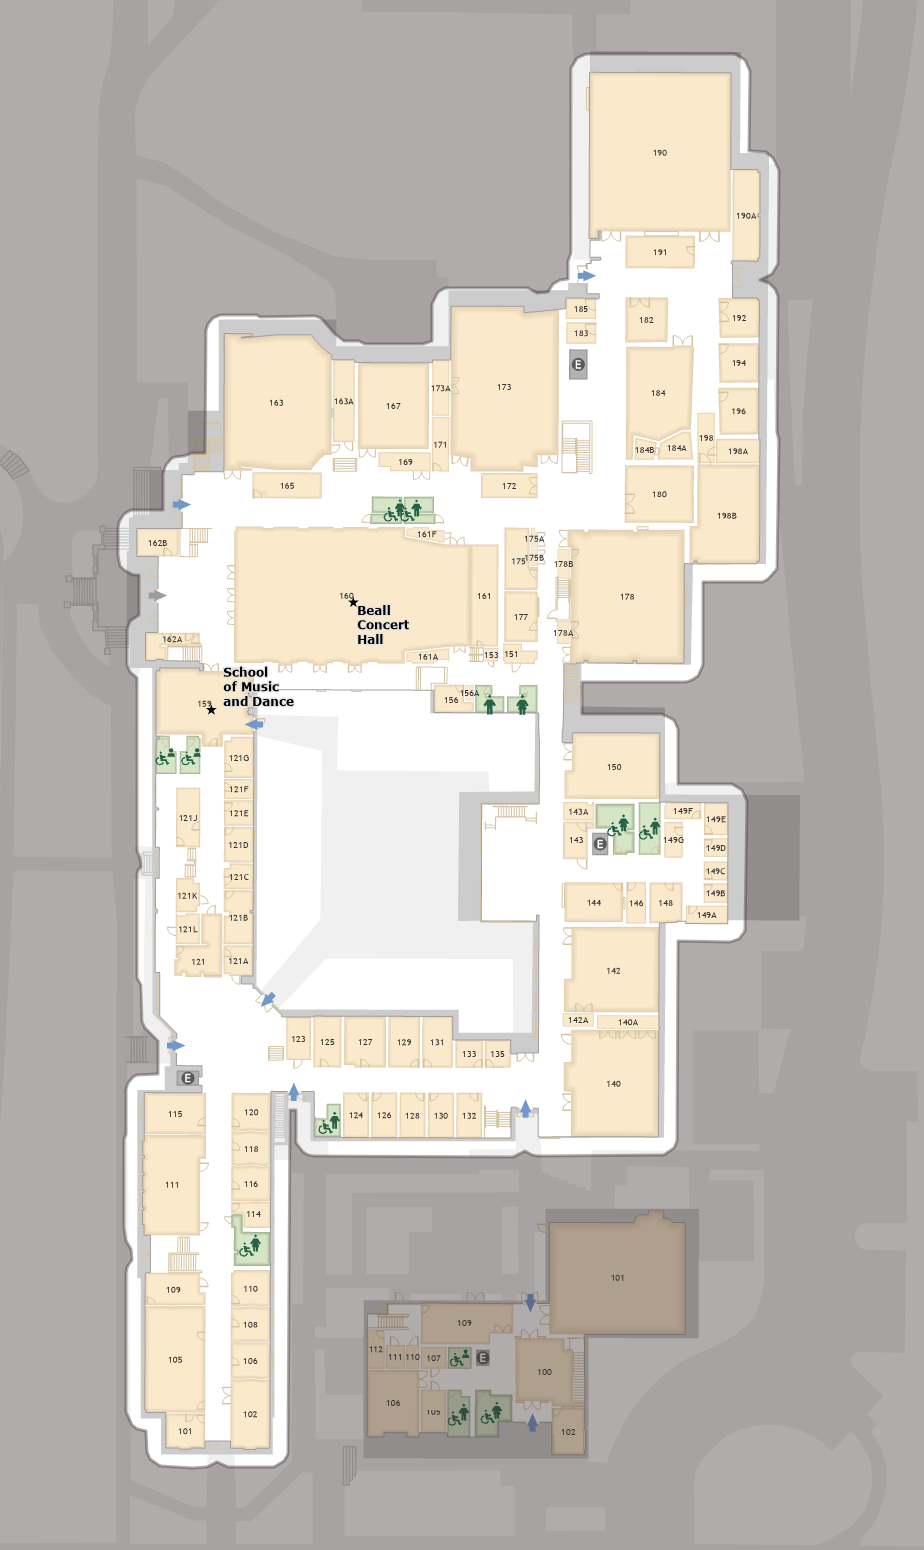 190
190A
191
185
182
192
183
E
194
163
163A
167
173A
173
184
196
171
198
184B
184A
198A
169
165
172
180
198B
162B
161F
175A
175
175B
178B
160
161
178
Beall
Concert
Hall
177
178A
162A
161A
153
151
School
of Music
and Dance
159
156A
156
121G
150
121F
121J
121E
143A
149F
149E
121D
143
E
149G
149D
121C
149C
121K
149B
121B
144
146
148
149A
121L
121
121A
142
142A
140A
123
125
127
129
131
133
135
E
140
115
120
124
126
128
130
132
118
111
116
114
109
110
101
108
109
105
106
112
111
110
107
E
100
106
105
102
101
102